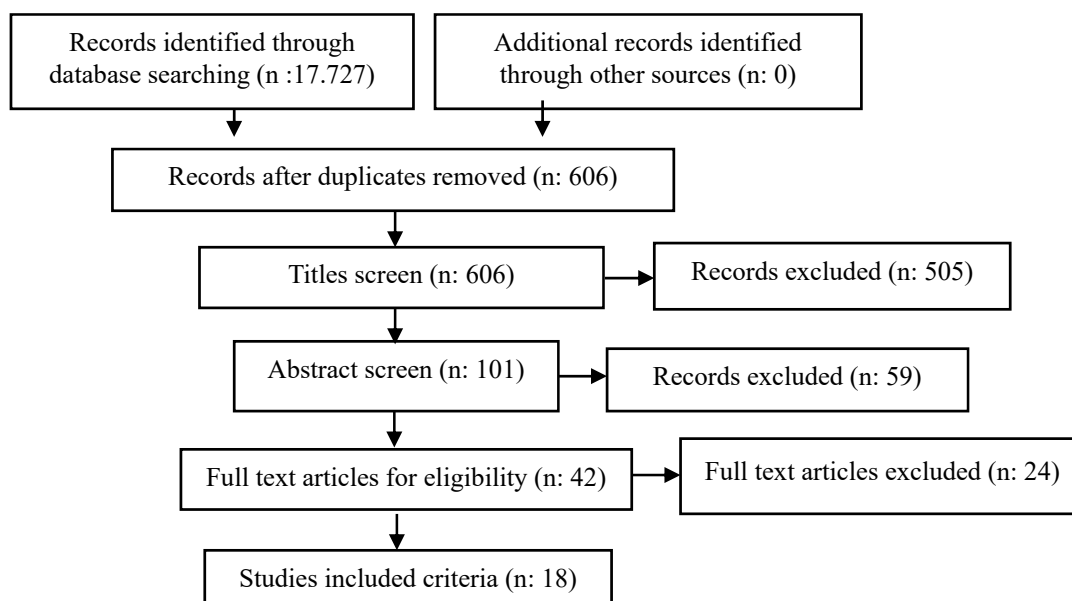 Records identified through
database searching (n :17.727)
Additional records identified
through other sources (n: 0)
Records after duplicates removed (n: 606)
Titles screen (n: 606)
Records excluded (n: 505)
Abstract screen (n: 101)
Records excluded (n: 59)
Full text articles for eligibility (n: 42)
Full text articles excluded (n: 24)
Studies included criteria (n: 18)